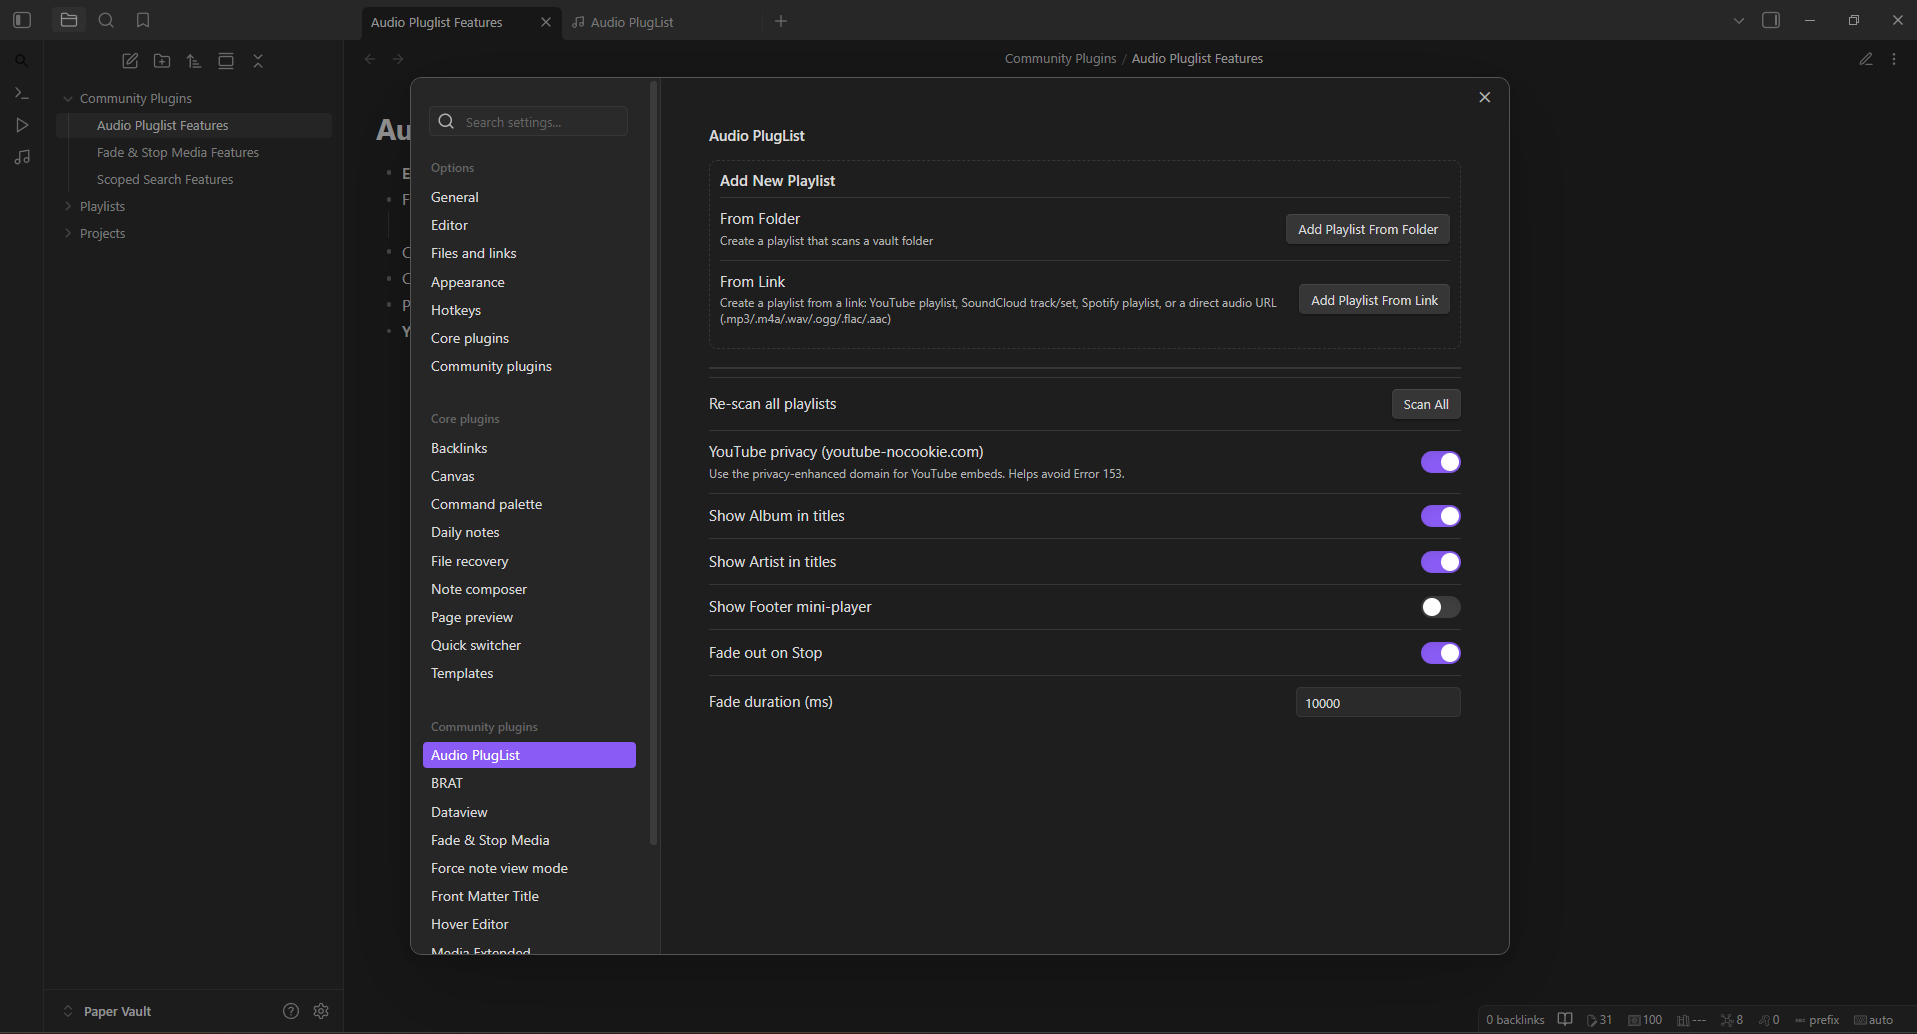 Audio Pluglist Features
Audio PlugList
Community Plugins / Audio Pluglist Features
Community Plugins
Audio Pluglist Features
Fade & Stop Media Features
Scoped Search Features
Playlists
Projects
Paper Vault
Au
E
F
C
C
P
Y
Search settings...
Options
General
Editor
Files and links
Appearance
Hotkeys
Core plugins
Community plugins
Core plugins
Backlinks
Canvas
Command palette
Daily notes
File recovery
Note composer
Page preview
Quick switcher
Templates
Community plugins
Audio PlugList
BRAT
Dataview
Fade & Stop Media
Force note view mode
Front Matter Title
Hover Editor
Media Extended
Audio PlugList
Add New Playlist
From Folder
Create a playlist that scans a vault folder
Add Playlist From Folder
From Link
Create a playlist from a link: YouTube playlist, SoundCloud track/set, Spotify playlist, or a direct audio URL
(.mp3/.m4a/.wav/.ogg/.flac/.aac)
Add Playlist From Link
Re-scan all playlists
Scan All
YouTube privacy (youtube-nocookie.com)
Use the privacy-enhanced domain for YouTube embeds. Helps avoid Error 153.
Show Album in titles
Show Artist in titles
Show Footer mini-player
Fade out on Stop
Fade duration (ms)
10000
0 backlinks 31 100 --- 8 0 prefix auto